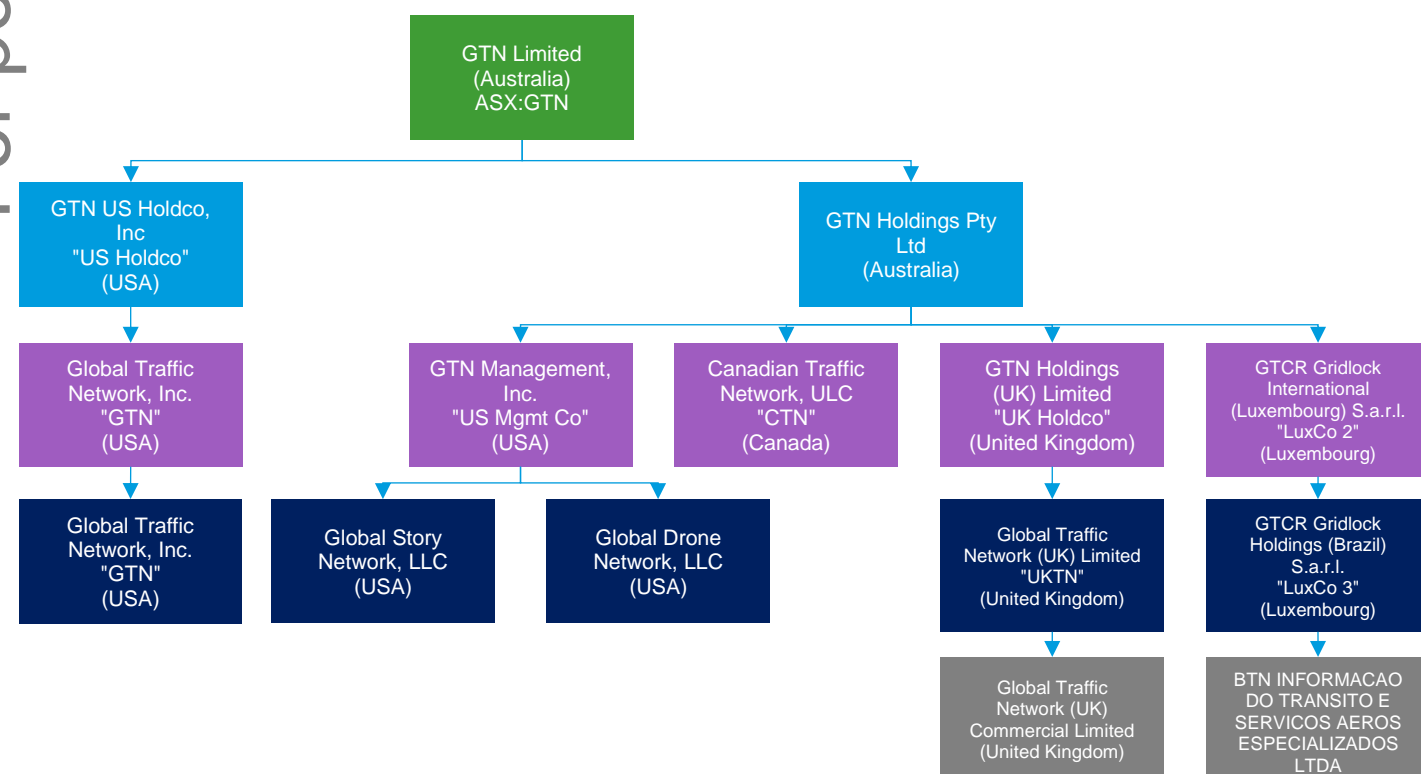 GTN Limited
(Australia)
ASX:GTN
GTN US Holdco,
Inc
"US Holdco"
(USA)
GTN Holdings Pty
Ltd
(Australia)
Global Traffic
Network, Inc.
"GTN"
(USA)
GTN Management,
Inc.
"US Mgmt Co"
(USA)
Canadian Traffic
Network, ULC
"CTN"
(Canada)
GTN Holdings
(UK) Limited
"UK Holdco"
(United Kingdom)
GTCR Gridlock
International
(Luxembourg) S.a.r.l.
"LuxCo 2"
(Luxembourg)
Global Traffic
Network, Inc.
"GTN"
(USA)
Global Story
Network, LLC
(USA)
Global Drone
Network, LLC
(USA)
Global Traffic
Network (UK) Limited
"UKTN"
(United Kingdom)
GTCR Gridlock
Holdings (Brazil)
S.a.r.l.
"LuxCo 3"
(Luxembourg)
Global Traffic
Network (UK)
Commercial Limited
(United Kingdom)
BTN INFORMACAO
DO TRANSITO E
SERVICOS AEROS
ESPECIALIZADOS
LTDA